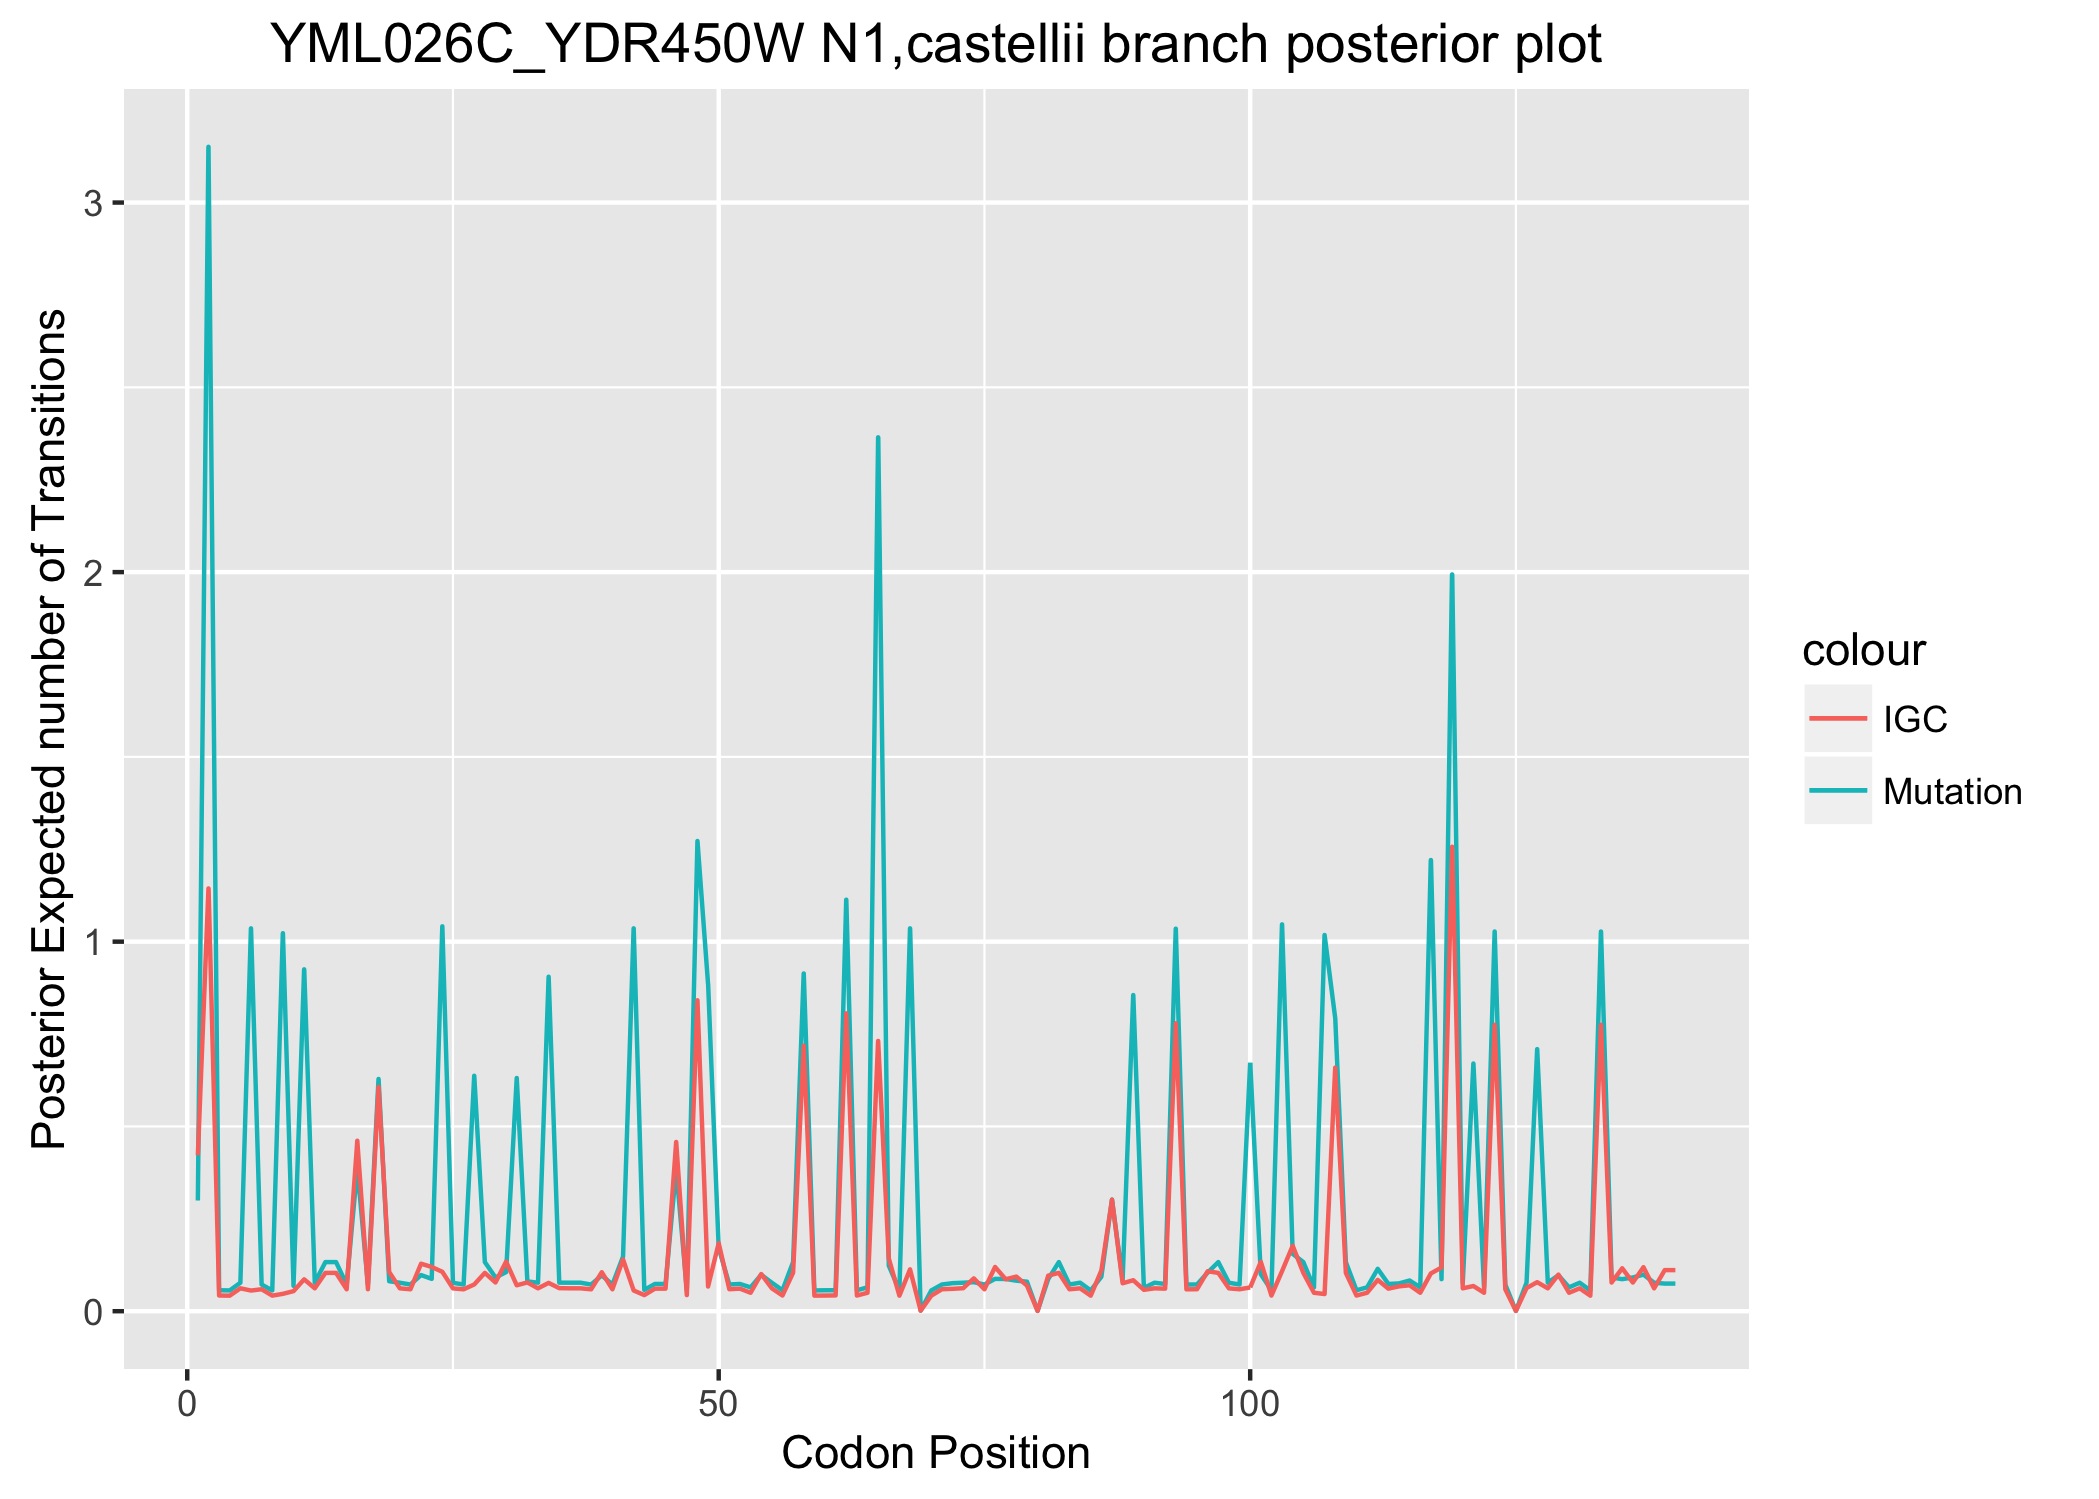 YML026C_YDR450W N1,castellii branch posterior plot
Posterior Expected number of Transitions
3
2
1
0
0 50 100
Codon Position
colour
IGC
Mutation